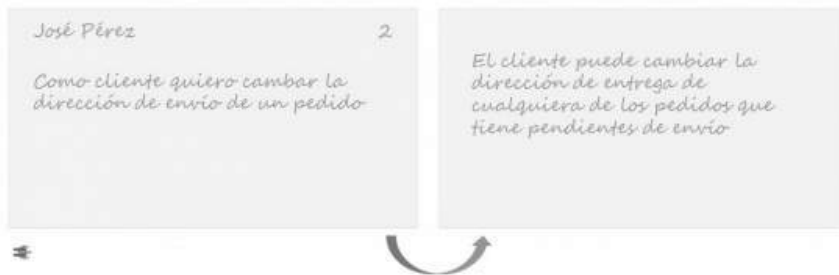 José Pérez 2
Como cliente quiero cambar la
dirección de envío de un pedido
El cliente puede cambiar la
dirección de entrega de
cualquiera de los pedidos que
tiene pendientes de envío